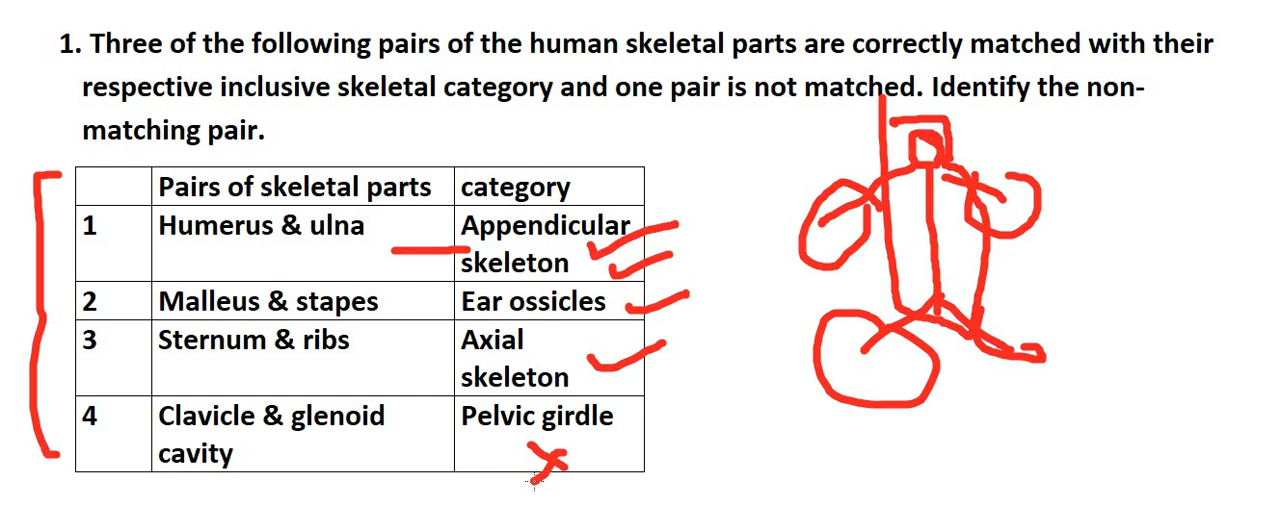 1. Three of the following pairs of the human skeletal parts are correctly matched with their
respective inclusive skeletal category and one pair is not matched. Identify the non-
matching pair.
Pairs of skeletal parts category
1 Humerus & ulna Appendicular
skeleton
2 Malleus & stapes Ear ossicles
3 Sternum & ribs Axial
skeleton
4 Clavicle & glenoid Pelvic girdle
cavity